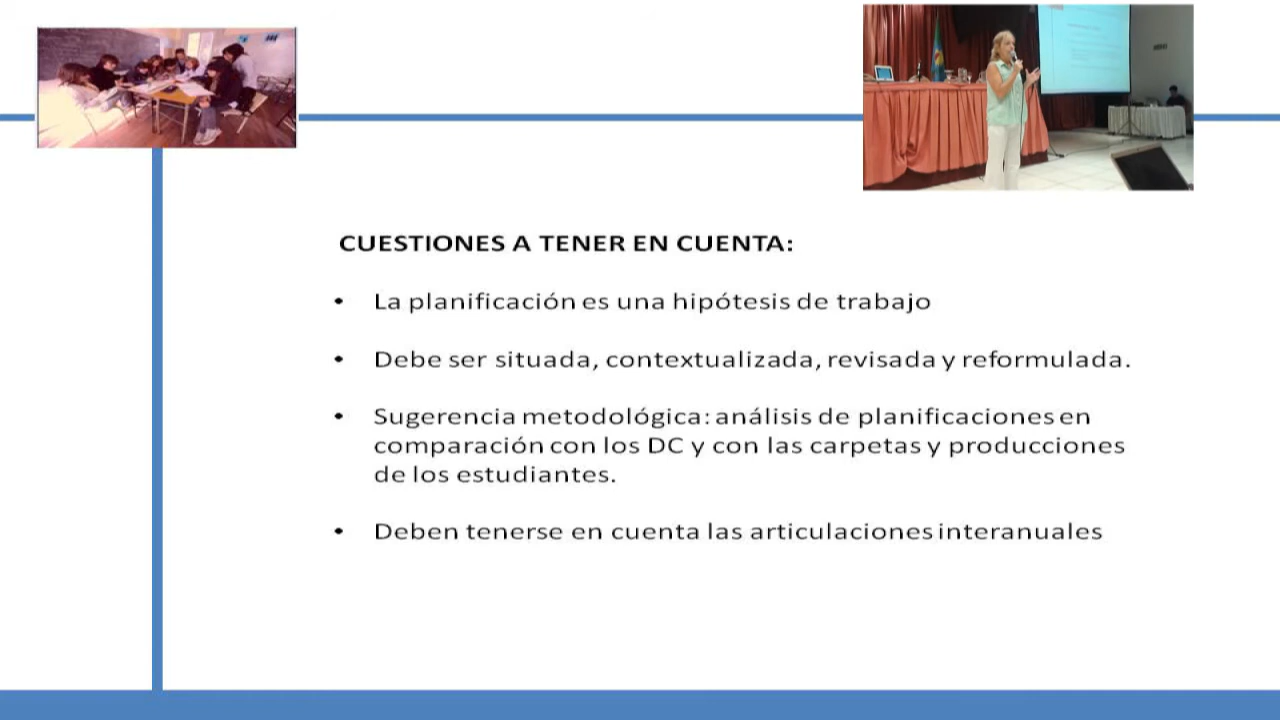 CUESTIONES A TENER EN CUENTA:
• La planificación es una hipótesis de trabajo
• Debe ser situada, contextualizada, revisada y reformulada.
• Sugerencia metodológica: análisis de planificaciones en
comparación con los DC y con las carpetas y producciones
de los estudiantes.
• Deben tenerse en cuenta las articulaciones interanuales